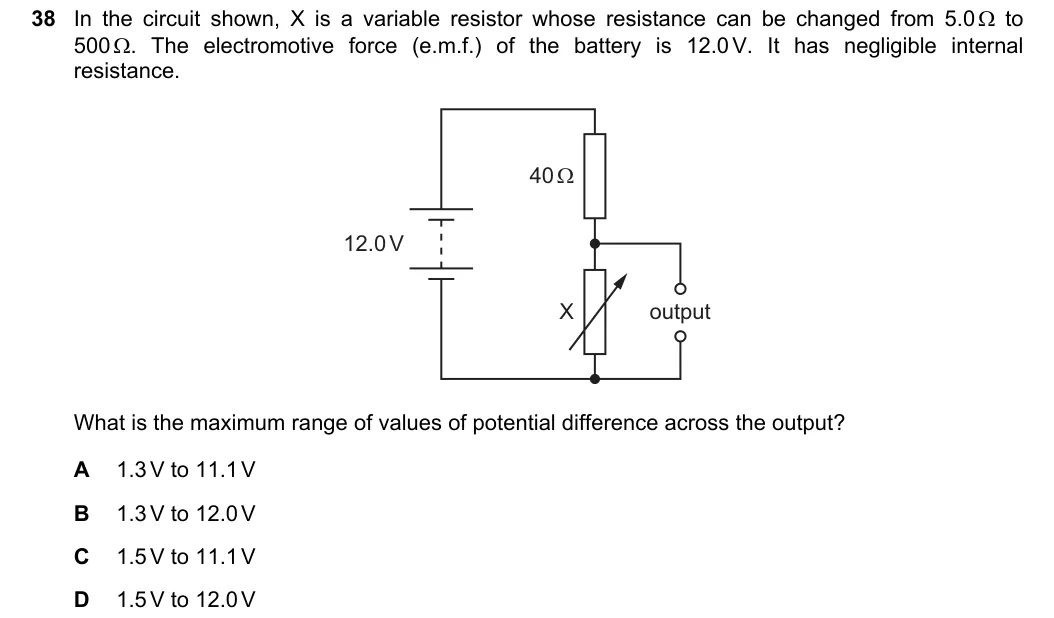 38 In the circuit shown, X is a variable resistor whose resistance can be changed from 5.0Ω to
500Ω. The electromotive force (e.m.f.) of the battery is 12.0V. It has negligible internal
resistance.
40Ω
12.0V
X
output
What is the maximum range of values of potential difference across the output?
A 1.3V to 11.1V
B 1.3V to 12.0V
C 1.5V to 11.1V
D 1.5V to 12.0V